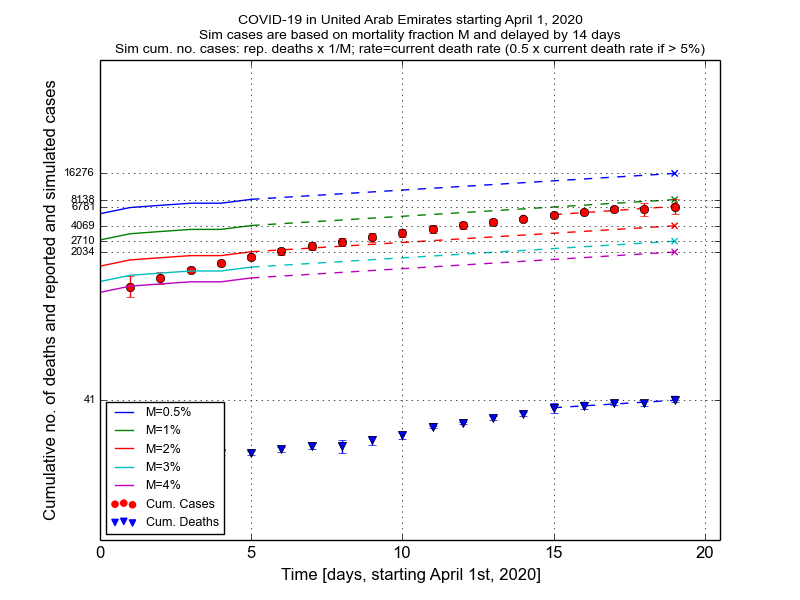 COVID-19 in United Arab Emirates starting April 1, 2020
Sim cases are based on mortality fraction M and delayed by 14 days
Sim cum. no. cases: rep. deaths x 1/M; rate=current death rate (0.5 x current death rate if > 5%)
Cumulative no. of deaths and reported and simulated cases
16276
8138
6781
4069
2710
2034
41
M=0.5%
M=1%
M=2%
M=3%
M=4%
Cum. Cases
Cum. Deaths
0 5 10 15 20
Time [days, starting April 1st, 2020]